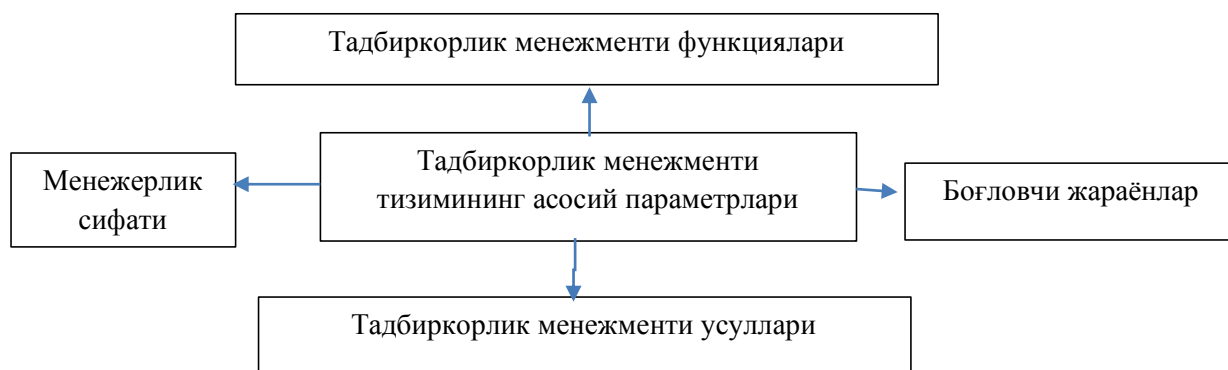 Тадбиркорлик менежменти функциялари
Тадбиркорлик менежменти
тизимининг асосий параметрлари
Менежерлик
сифати
Боғловчи жараёнлар
Тадбиркорлик менежменти усуллари